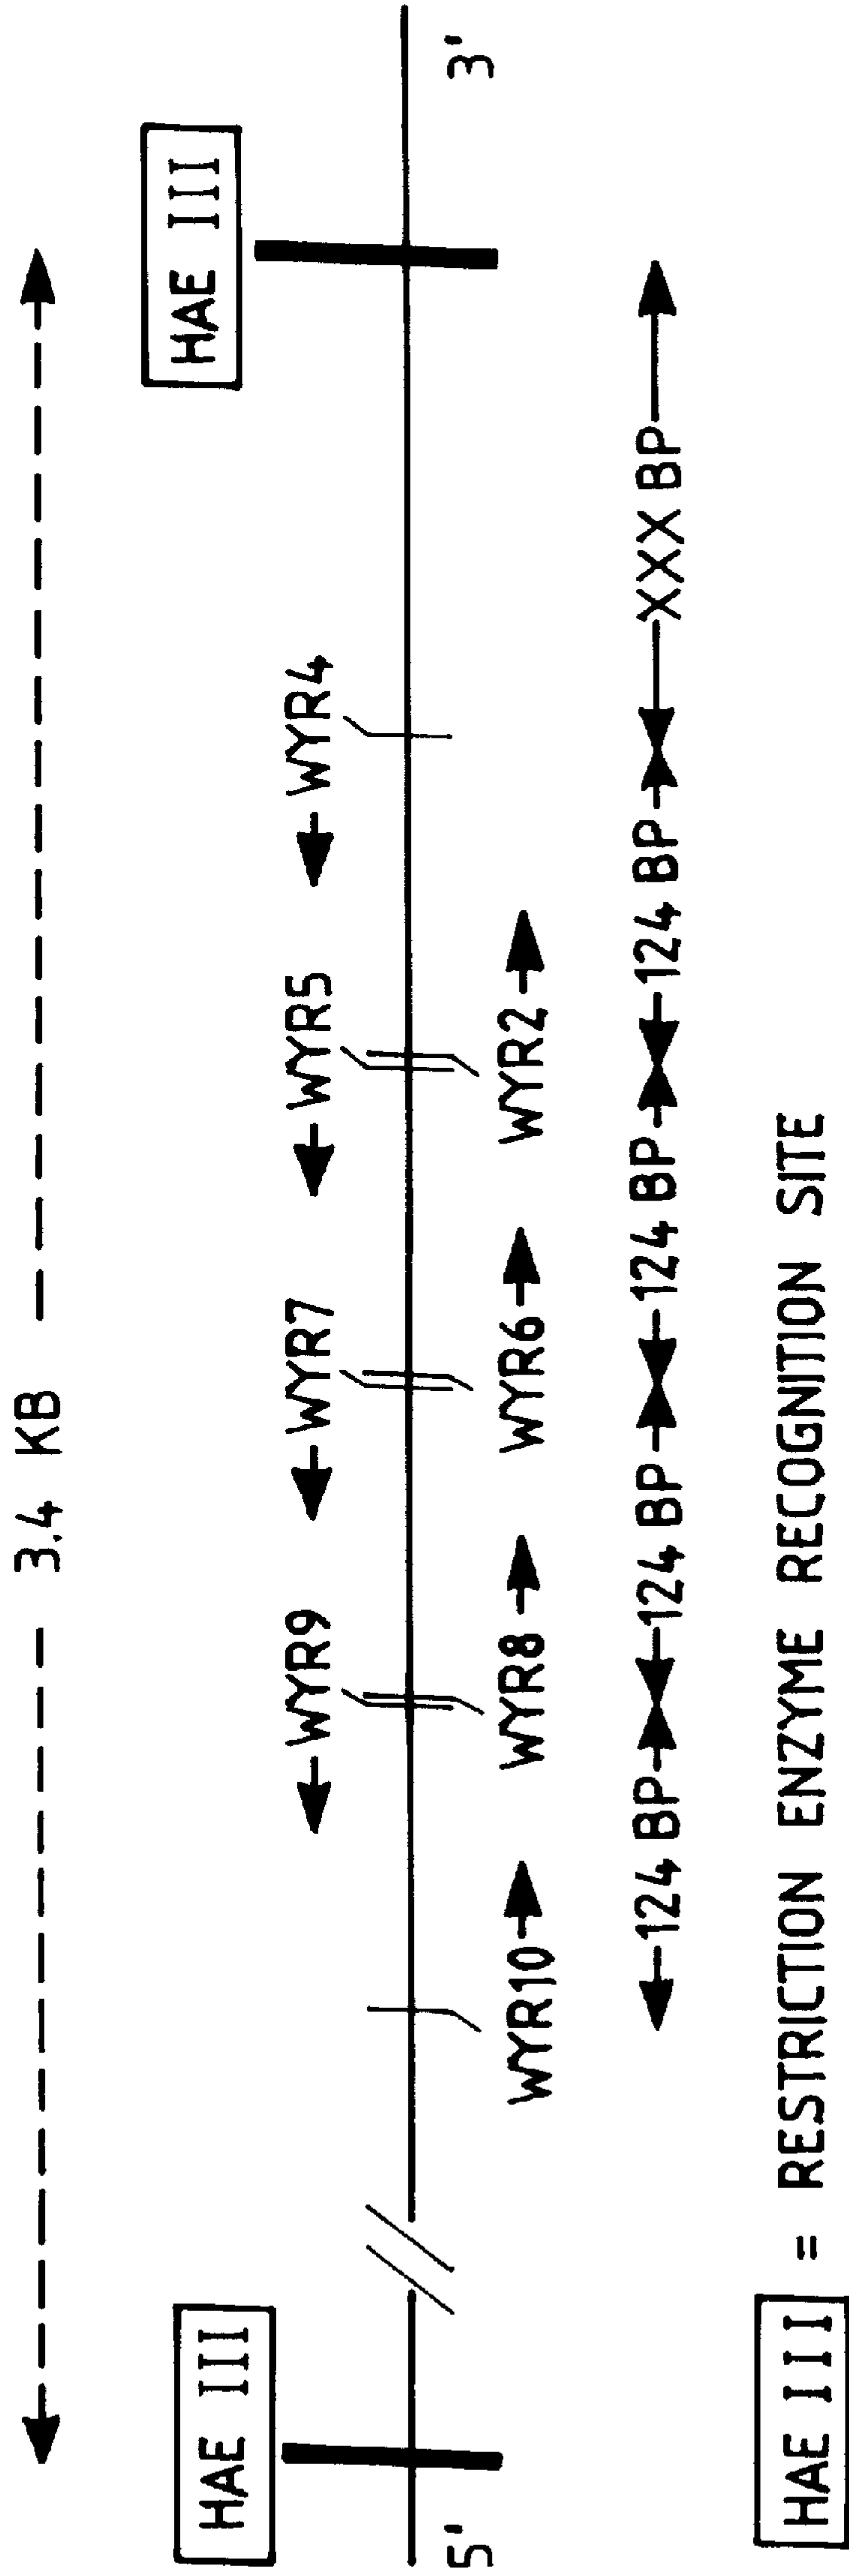 3.4 KB
HAE III
HAE III
WYR9
WYR7
WYR5
WYR4
5'
3'
WYR10
WYR8
WYR6
WYR2
124 BP
124 BP
124 BP
124 BP
XXX BP
HAE III = RESTRICTION ENZYME RECOGNITION SITE